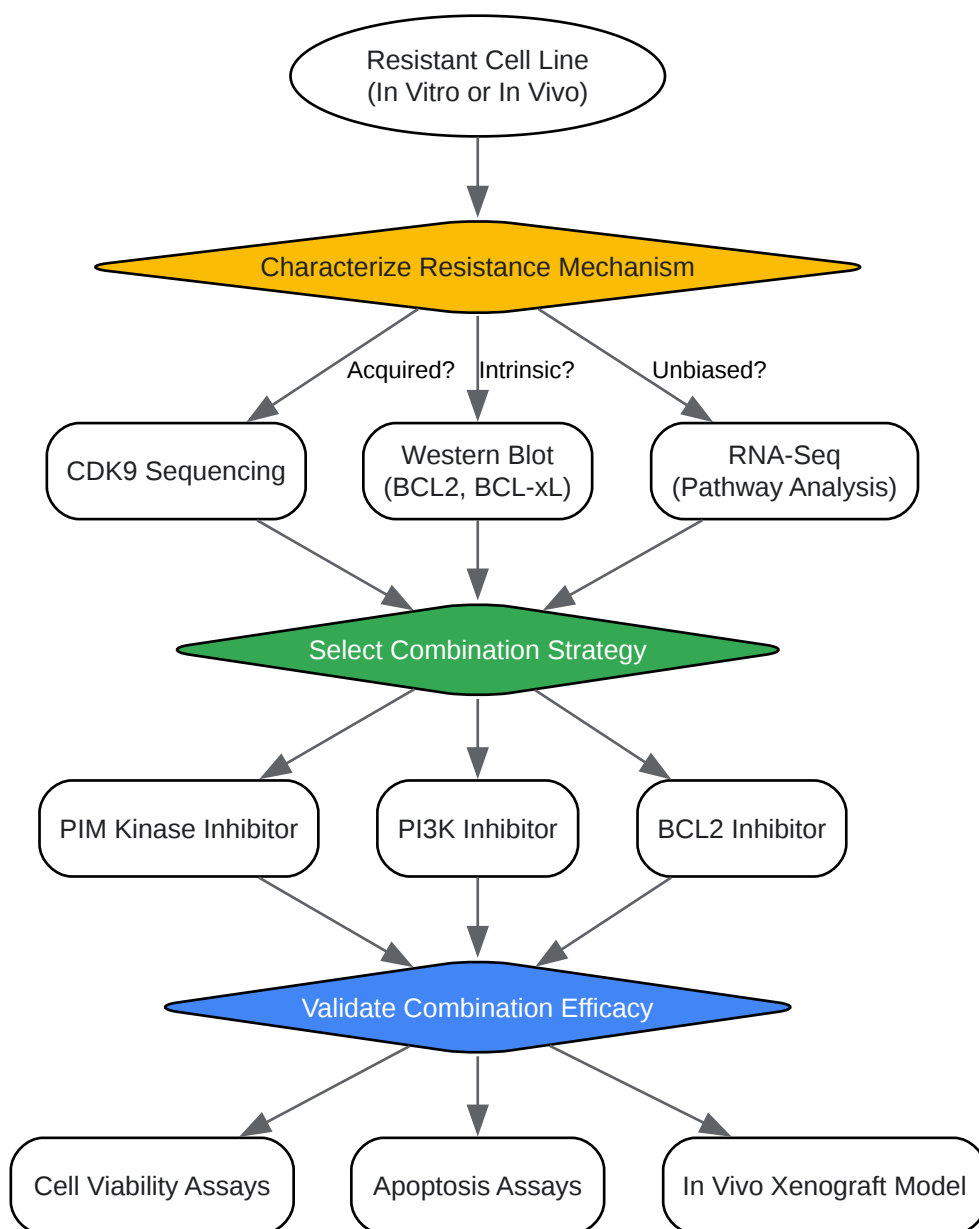 Resistant Cell Line
(In Vitro or In Vivo)
Characterize Resistance Mechanism
Acquired?
Intrinsic?
Unbiased?
CDK9 Sequencing
Western Blot
(BCL2, BCL-xL)
RNA-Seq
(Pathway Analysis)
Select Combination Strategy
PIM Kinase Inhibitor
PI3K Inhibitor
BCL2 Inhibitor
Validate Combination Efficacy
Cell Viability Assays
Apoptosis Assays
In Vivo Xenograft Model